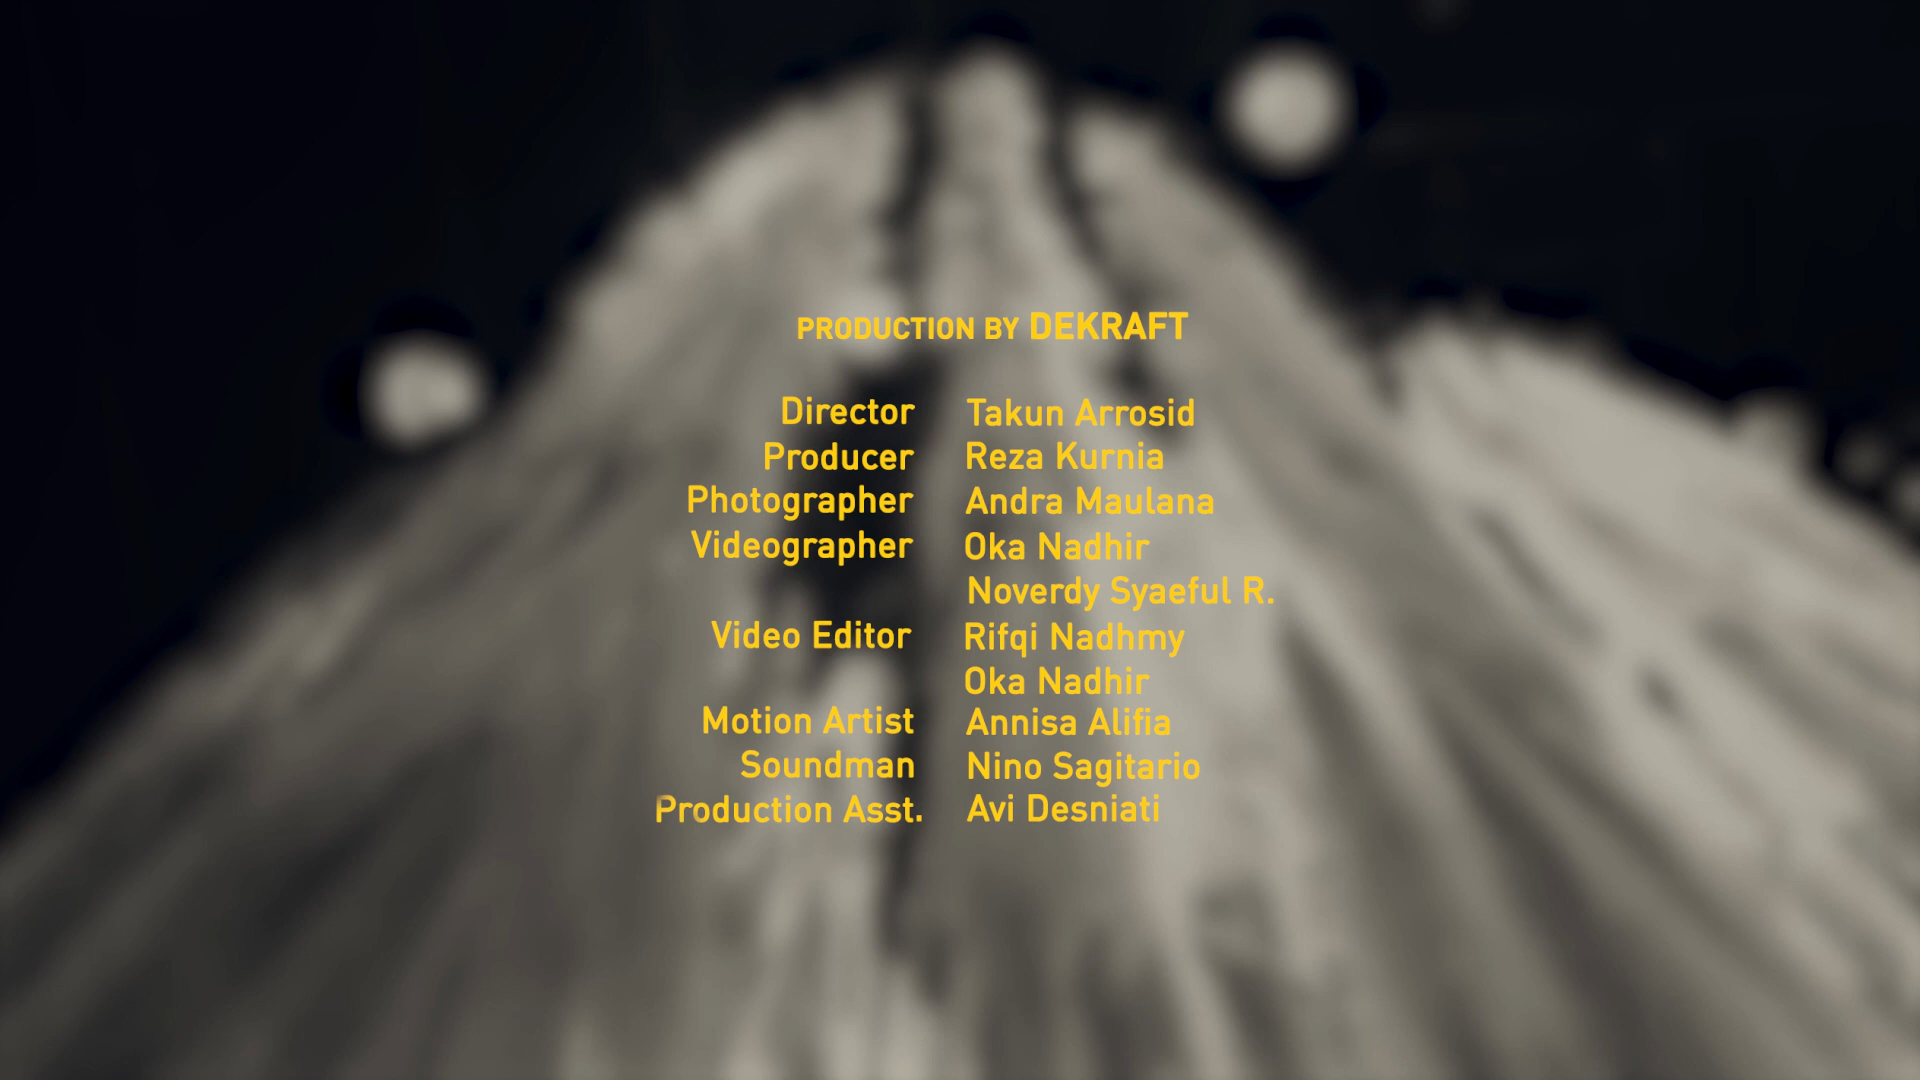 PRODUCTION BY DEKRAFT
Director Takun Arrosid
Producer Reza Kurnia
Photographer Andra Maulana
Videographer Oka Nadhir
Noverdy Syaeful R.
Video Editor Rifqi Nadhmy
Oka Nadhir
Motion Artist Annisa Alifia
Soundman Nino Sagitario
Production Asst. Avi Desniati